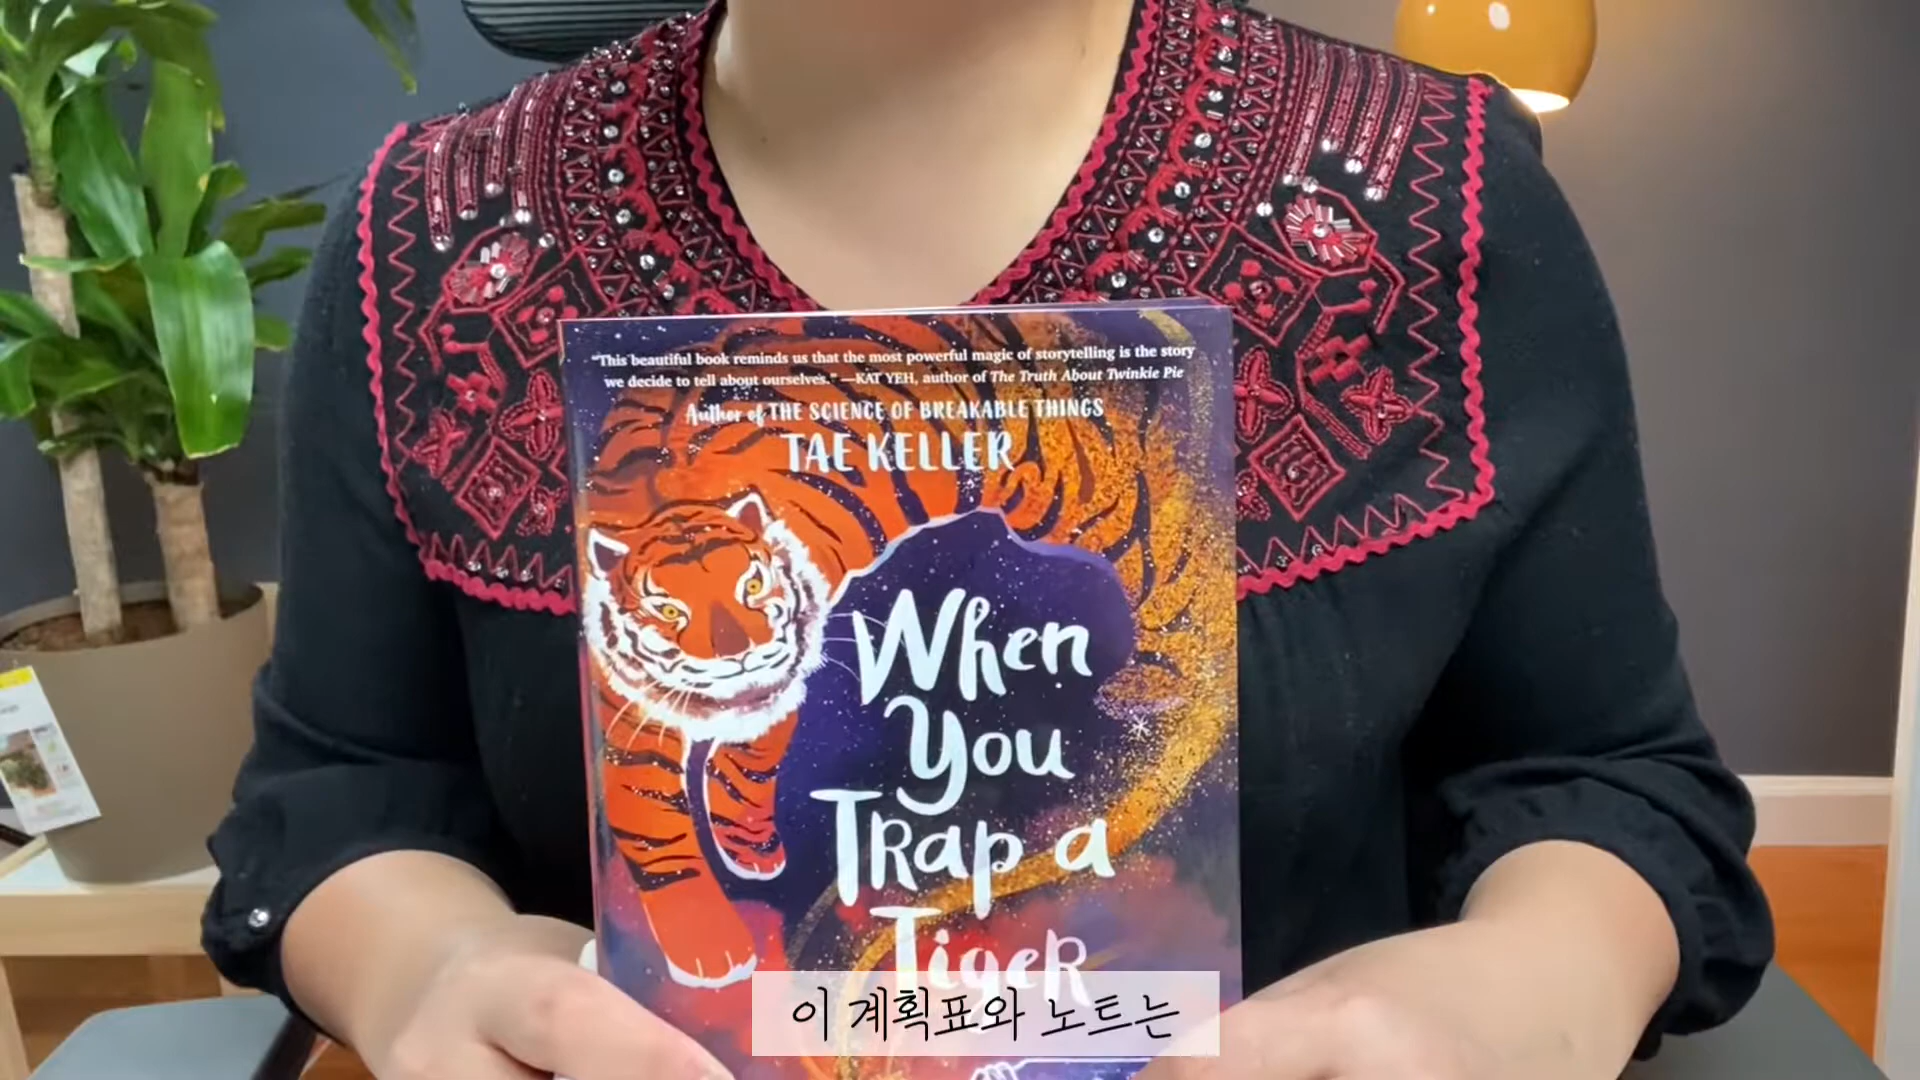 “This beautiful book reminds us that the most powerful magic of storytelling is the story
we decide to tell about ourselves.” —KAT YEH, author of The Truth About Twinkie Pie
Author of THE SCIENCE OF BREAKABLE THINGS
TAE KELLER
When
You
TRap a
TigeR
이 계획표와 노트는